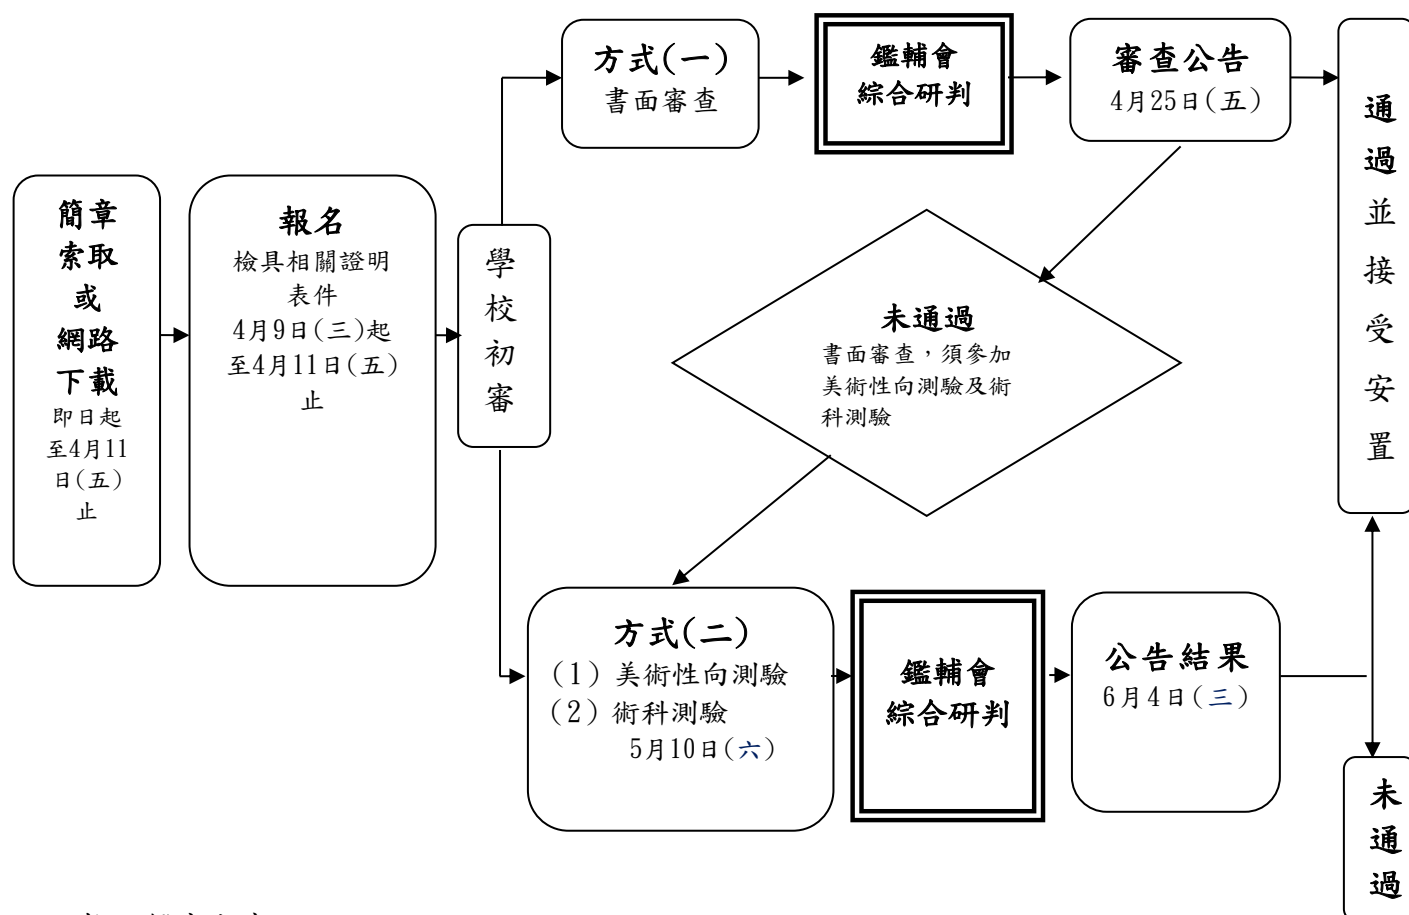 簡章
索取
或
網路
下載
即日起
至4月11
日(五)
止
報名
檢具相關證明
表件
4月9日(三)起
至4月11日(五)
止
學
校
初
審
方式(一)
書面審查
鑑輔會
綜合研判
審查公告
4月25日(五)
未通過
書面審查，須參加
美術性向測驗及術
科測驗
方式(二)
(1) 美術性向測驗
(2) 術科測驗
5月10日(六)
鑑輔會
綜合研判
公告結果
6月4日(三)
通
過
並
接
受
安
置
未
通
過